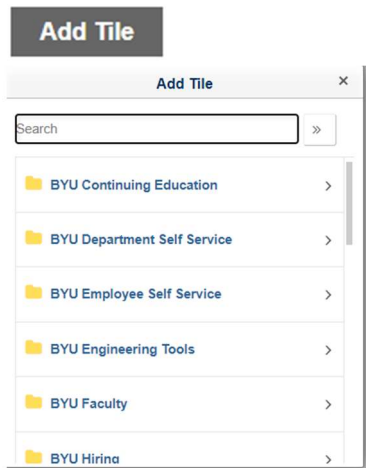 Add Tile
Add Tile ×
Search »
BYU Continuing Education
BYU Department Self Service
BYU Employee Self Service
BYU Engineering Tools
BYU Faculty
BYU Hiring